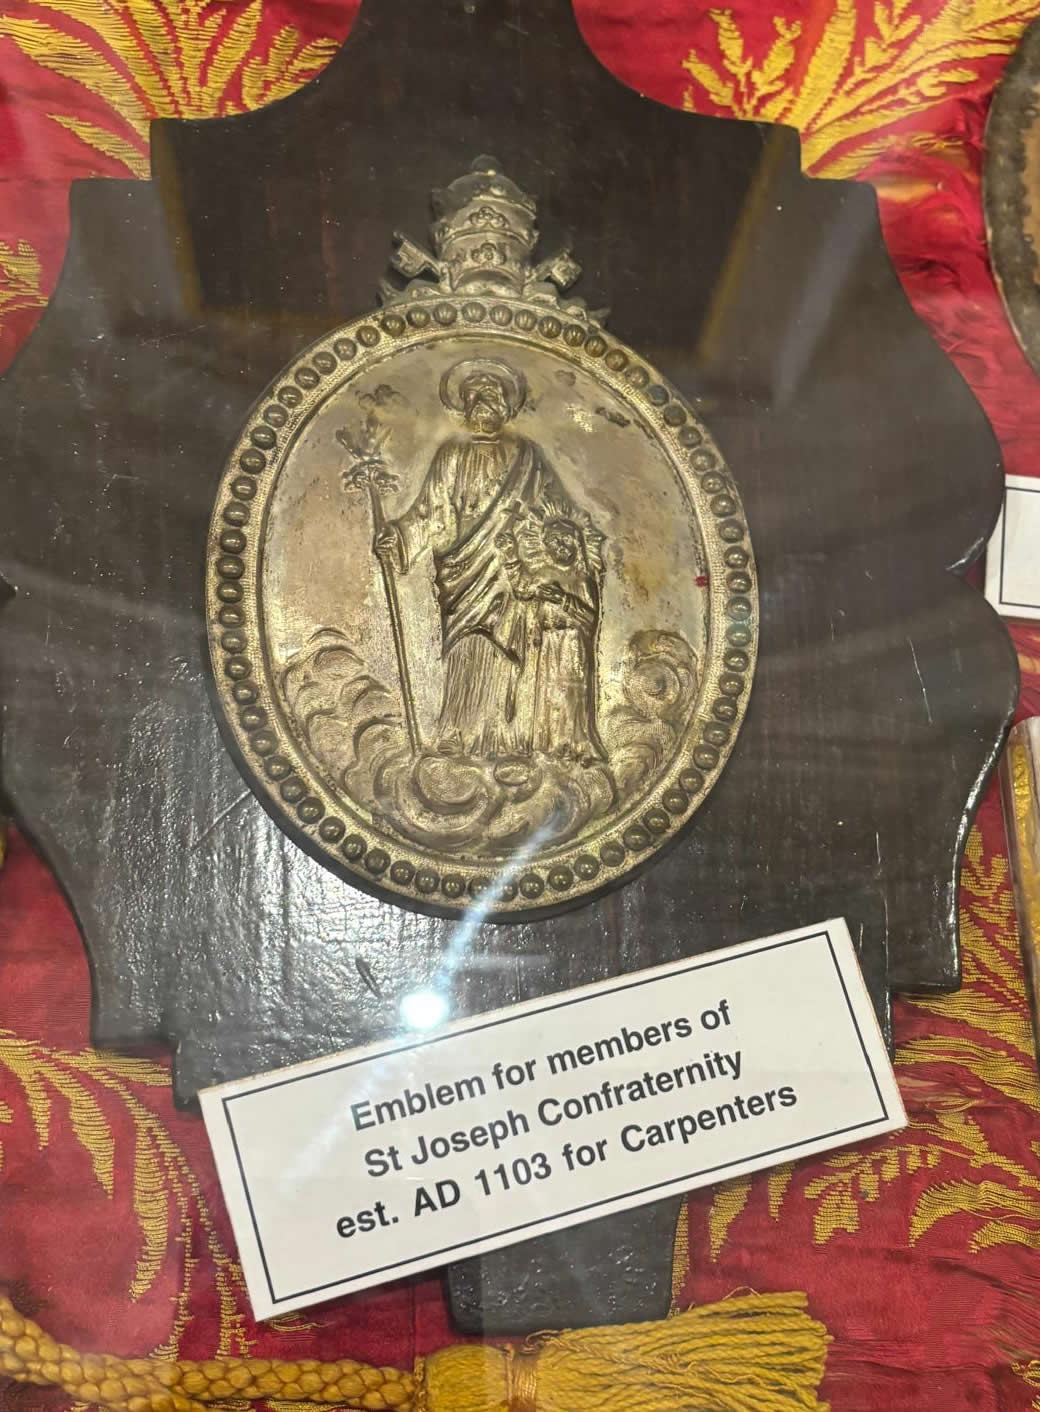 Emblem for members of
St Joseph Confraternity
est. AD 1103 for Carpenters